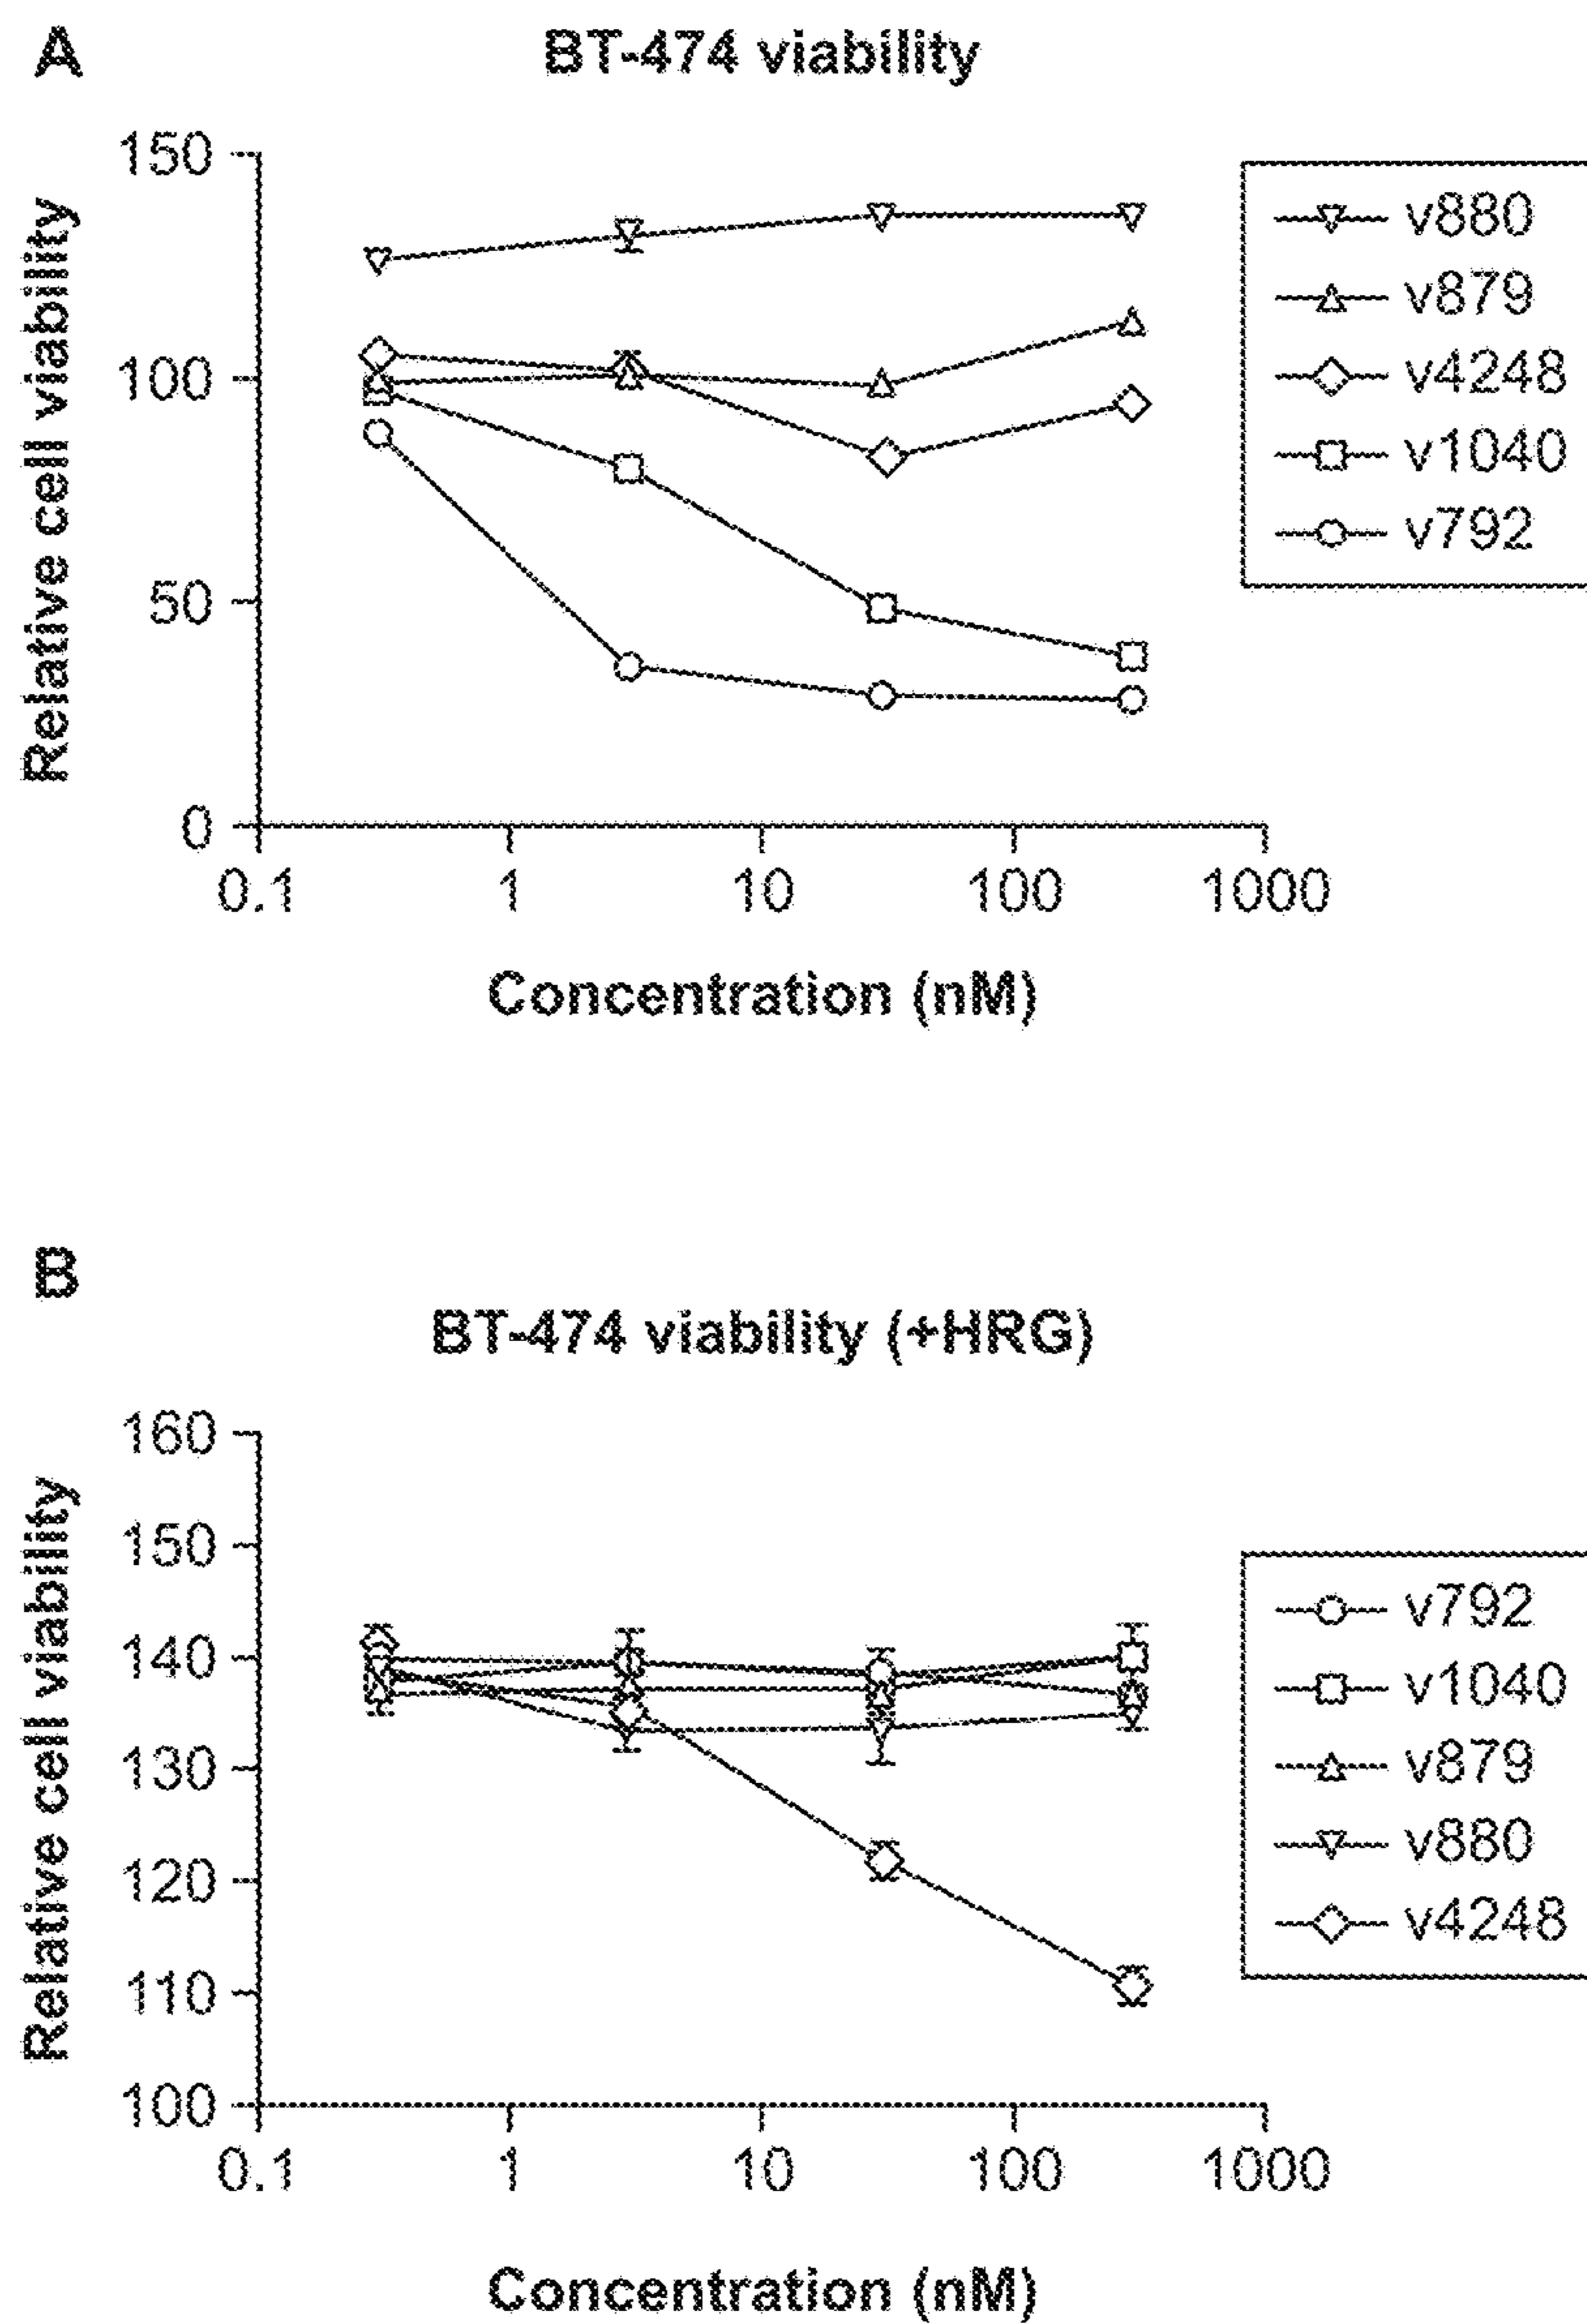 A
BT-474 viability
Relative cell viability
150
100
50
0
0.1 1 10 100 1000
Concentration (nM)
v880
v879
v4248
v1040
v792
B
BT-474 viability (+HRG)
Relative cell viability
160
150
140
130
120
110
100
0.1 1 10 100 1000
Concentration (nM)
v792
v1040
v879
v880
v4248